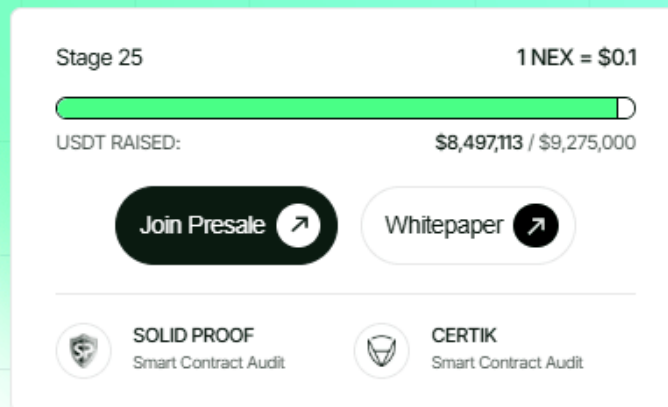 Stage 25
1 NEX = $0.1
USDT RAISED:
$8,497,113 / $9,275,000
Join Presale
Whitepaper
SP
SOLID PROOF
Smart Contract Audit
CERTIK
Smart Contract Audit